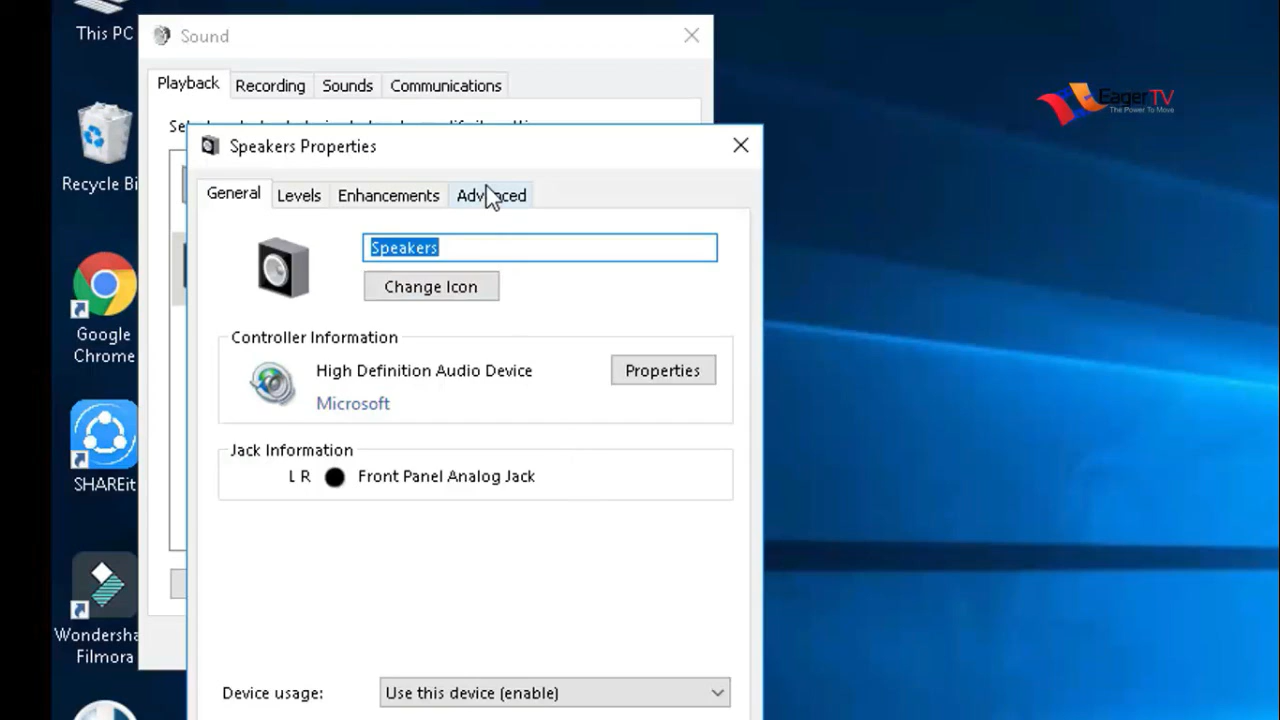 This PC
Sound
Playback
Recording
Sounds
Communications
EagerTV
The Power To Move
Recycle Bi
Speakers Properties
General
Levels
Enhancements
Advanced
Speakers
Change Icon
Google
Chrome
Controller Information
High Definition Audio Device
Properties
Microsoft
SHAREit
Jack Information
L R
Front Panel Analog Jack
Wondersha
Filmora
Device usage:
Use this device (enable)